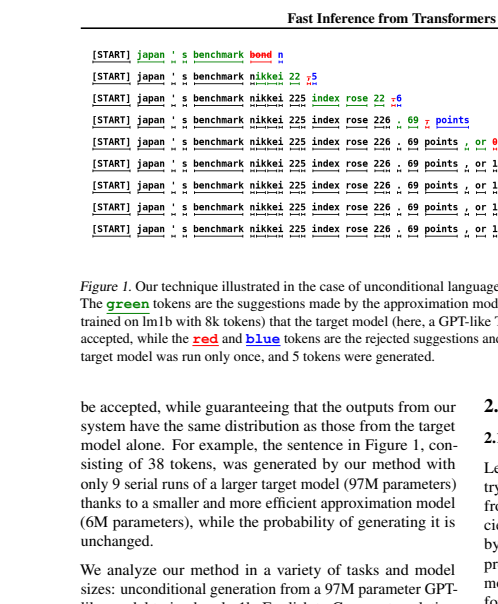 Fast Inference from Transformers
[START] japan ' s benchmark bond n
[START] japan ' s benchmark nikkei 22 5
[START] japan ' s benchmark nikkei 225 index rose 22 6
[START] japan ' s benchmark nikkei 225 index rose 226 . 69 points
[START] japan ' s benchmark nikkei 225 index rose 226 . 69 points , or 0
[START] japan ' s benchmark nikkei 225 index rose 226 . 69 points , or 1
[START] japan ' s benchmark nikkei 225 index rose 226 . 69 points , or 1
[START] japan ' s benchmark nikkei 225 index rose 226 . 69 points , or 1
[START] japan ' s benchmark nikkei 225 index rose 226 . 69 points , or 1
Figure 1. Our technique illustrated in the case of unconditional language
The green tokens are the suggestions made by the approximation mod
trained on lm1b with 8k tokens) that the target model (here, a GPT-like
accepted, while the red and blue tokens are the rejected suggestions and
target model was run only once, and 5 tokens were generated.
be accepted, while guaranteeing that the outputs from our
system have the same distribution as those from the target
model alone. For example, the sentence in Figure 1, con-
sisting of 38 tokens, was generated by our method with
only 9 serial runs of a larger target model (97M parameters)
thanks to a smaller and more efficient approximation model
(6M parameters), while the probability of generating it is
unchanged.
We analyze our method in a variety of tasks and model
sizes: unconditional generation from a 97M parameter GPT-
2.
2.1
Le
try
from
cie
by
pr
mo
fo